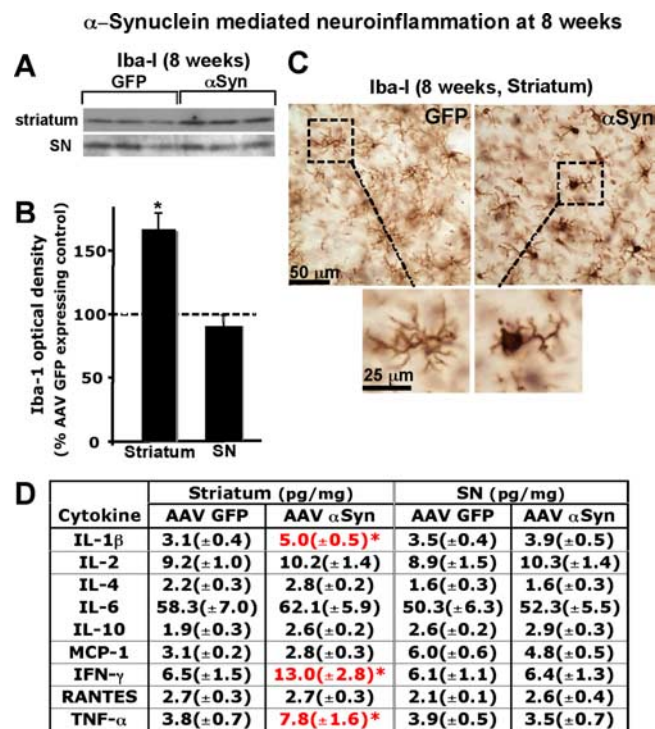 α–Synuclein mediated neuroinflammation at 8 weeks
A
Iba-I (8 weeks)
GFP αSyn
striatum
SN
B
*
150
100
50
0
Iba-1 optical density
(% AAV GFP expressing control)
Striatum SN
C
Iba-I (8 weeks, Striatum)
GFP αSyn
50 μm
25 μm
D
Striatum (pg/mg) SN (pg/mg)
Cytokine AAV GFP AAV αSyn AAV GFP AAV αSyn
IL-1β 3.1(±0.4) 5.0(±0.5)* 3.5(±0.4) 3.9(±0.5)
IL-2 9.2(±1.0) 10.2(±1.4) 8.9(±1.5) 10.3(±1.4)
IL-4 2.2(±0.3) 2.8(±0.2) 1.6(±0.3) 1.6(±0.3)
IL-6 58.3(±7.0) 62.1(±5.9) 50.3(±6.3) 52.3(±5.5)
IL-10 1.9(±0.3) 2.6(±0.2) 2.6(±0.2) 2.9(±0.3)
MCP-1 3.1(±0.2) 2.8(±0.3) 6.0(±0.6) 4.8(±0.5)
IFN-γ 6.5(±1.5) 13.0(±2.8)* 6.1(±1.1) 6.4(±1.3)
RANTES 2.7(±0.3) 2.7(±0.3) 2.1(±0.1) 2.6(±0.4)
TNF-α 3.8(±0.7) 7.8(±1.6)* 3.9(±0.5) 3.5(±0.7)